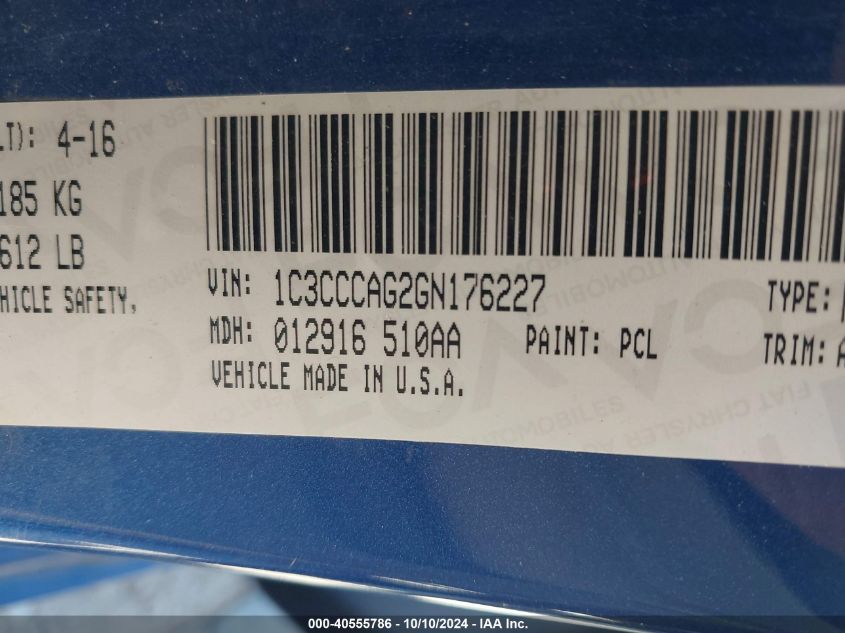 LT): 4-16
185 KG
612 LB
HICLE SAFETY,
VIN: 1C3CCCAG2GN176227
TYPE:
MDH: 012916 510AA
PAINT: PCL
TRIM: A
VEHICLE MADE IN U.S.A.
000-40555786 - 10/10/2024 - IAA Inc.